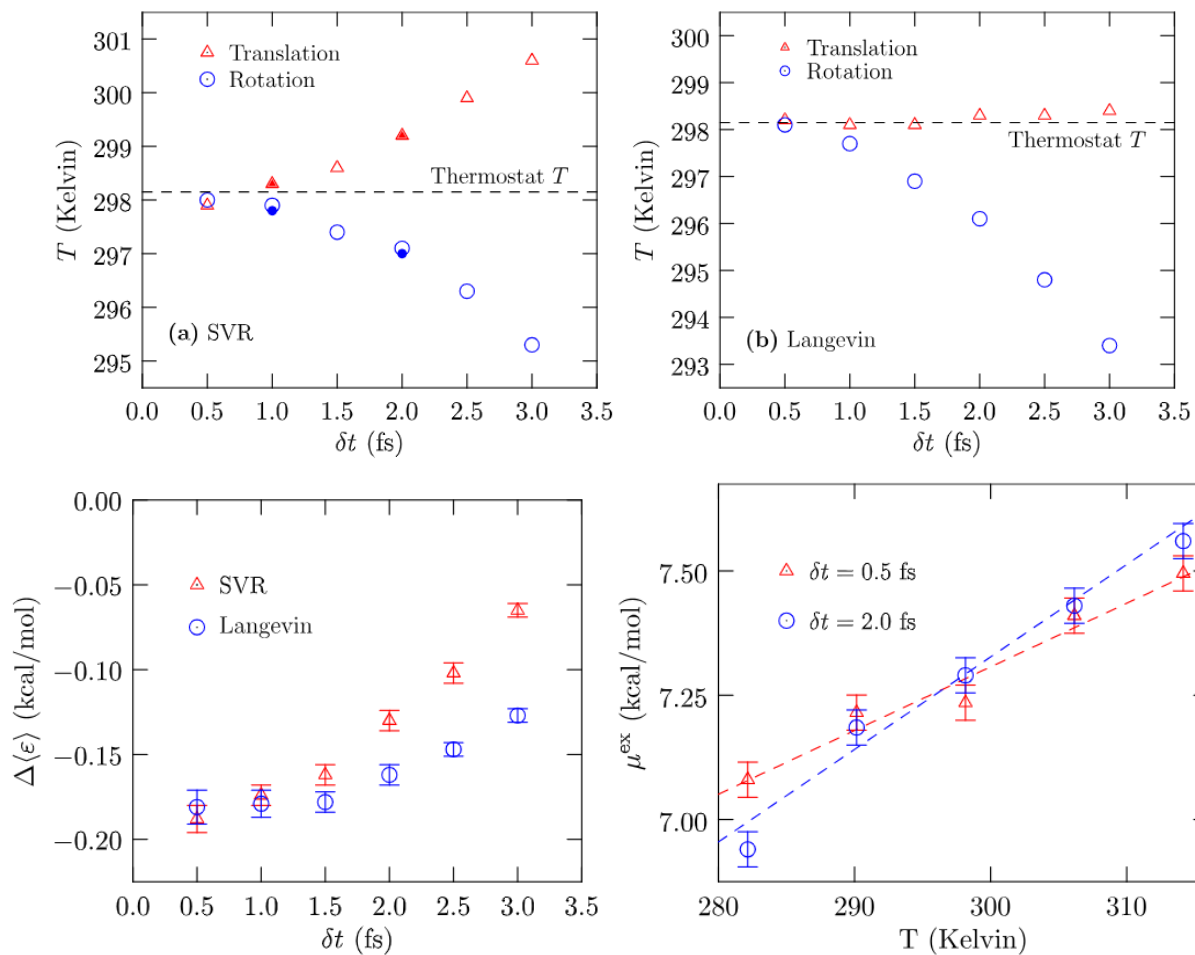 301
300
299
298
297
296
295
T (Kelvin)
Translation
Rotation
Thermostat T
(a) SVR
0.0 0.5 1.0 1.5 2.0 2.5 3.0 3.5
δt (fs)
300
299
298
297
296
295
294
293
T (Kelvin)
Translation
Rotation
Thermostat T
(b) Langevin
0.0 0.5 1.0 1.5 2.0 2.5 3.0 3.5
δt (fs)
0.00
−0.05
−0.10
−0.15
−0.20
Δ⟨ε⟩ (kcal/mol)
SVR
Langevin
0.0 0.5 1.0 1.5 2.0 2.5 3.0 3.5
δt (fs)
7.50
7.25
7.00
μ^ex (kcal/mol)
δt = 0.5 fs
δt = 2.0 fs
280 290 300 310
T (Kelvin)